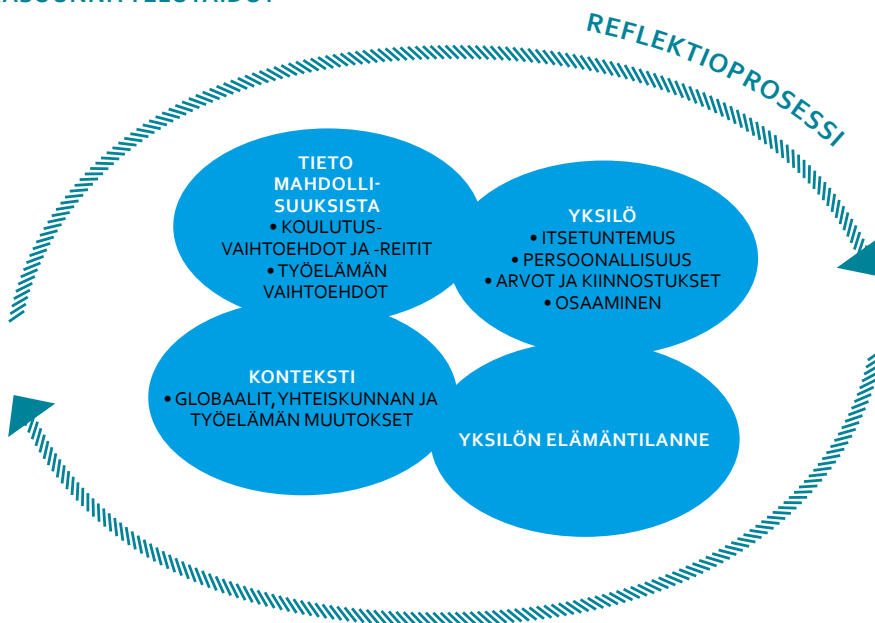 REFLEKTIOPROSESSI
TIETO
MAHDOLLI-
SUUKSISTA
• KOULUTUS-
VAIHTOEHDOT JA -REITIT
• TYÖELÄMÄN
VAIHTOEHDOT
YKSILÖ
• ITSETUNTEMUS
• PERSOONALLISUUS
• ARVOT JA KIINNOSTUKSET
• OSAAMINEN
KONTEKSTI
• GLOBAALIT, YHTEISKUNNAN JA
TYÖELÄMÄN MUUTOKSET
YKSILÖN ELÄMÄNTILANNE